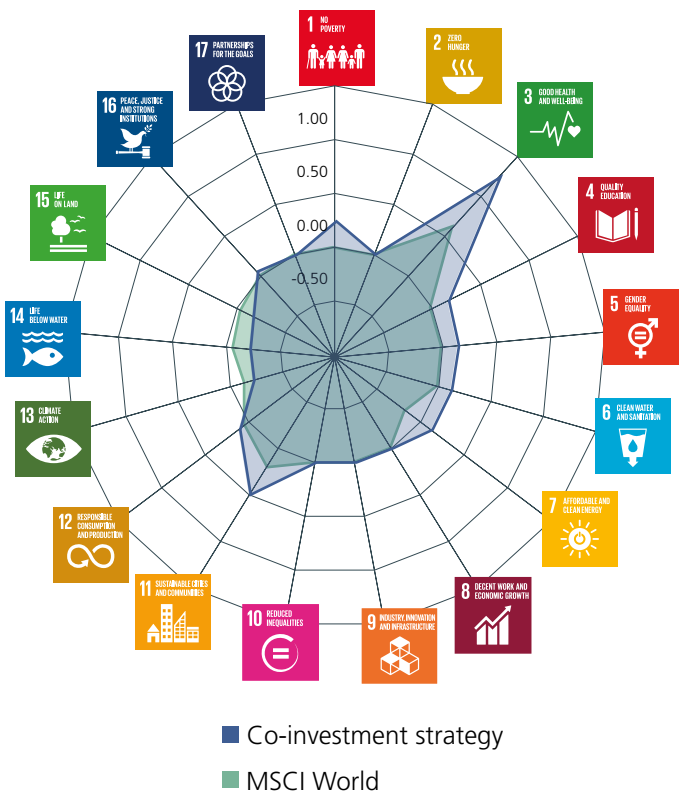 1 NO
POVERTY
2 ZERO
HUNGER
3 GOOD HEALTH
AND WELL-BEING
4 QUALITY
EDUCATION
5 GENDER
EQUALITY
6 CLEAN WATER
AND SANITATION
7 AFFORDABLE AND
CLEAN ENERGY
8 DECENT WORK AND
ECONOMIC GROWTH
9 INDUSTRY, INNOVATION
AND INFRASTRUCTURE
10 REDUCED
INEQUALITIES
11 SUSTAINABLE CITIES
AND COMMUNITIES
12 RESPONSIBLE
CONSUMPTION
AND PRODUCTION
13 CLIMATE
ACTION
14 LIFE
BELOW WATER
15 LIFE
ON LAND
16 PEACE, JUSTICE
AND STRONG
INSTITUTIONS
17 PARTNERSHIPS
FOR THE GOALS
1.00
0.50
0.00
-0.50
Co-investment strategy
MSCI World